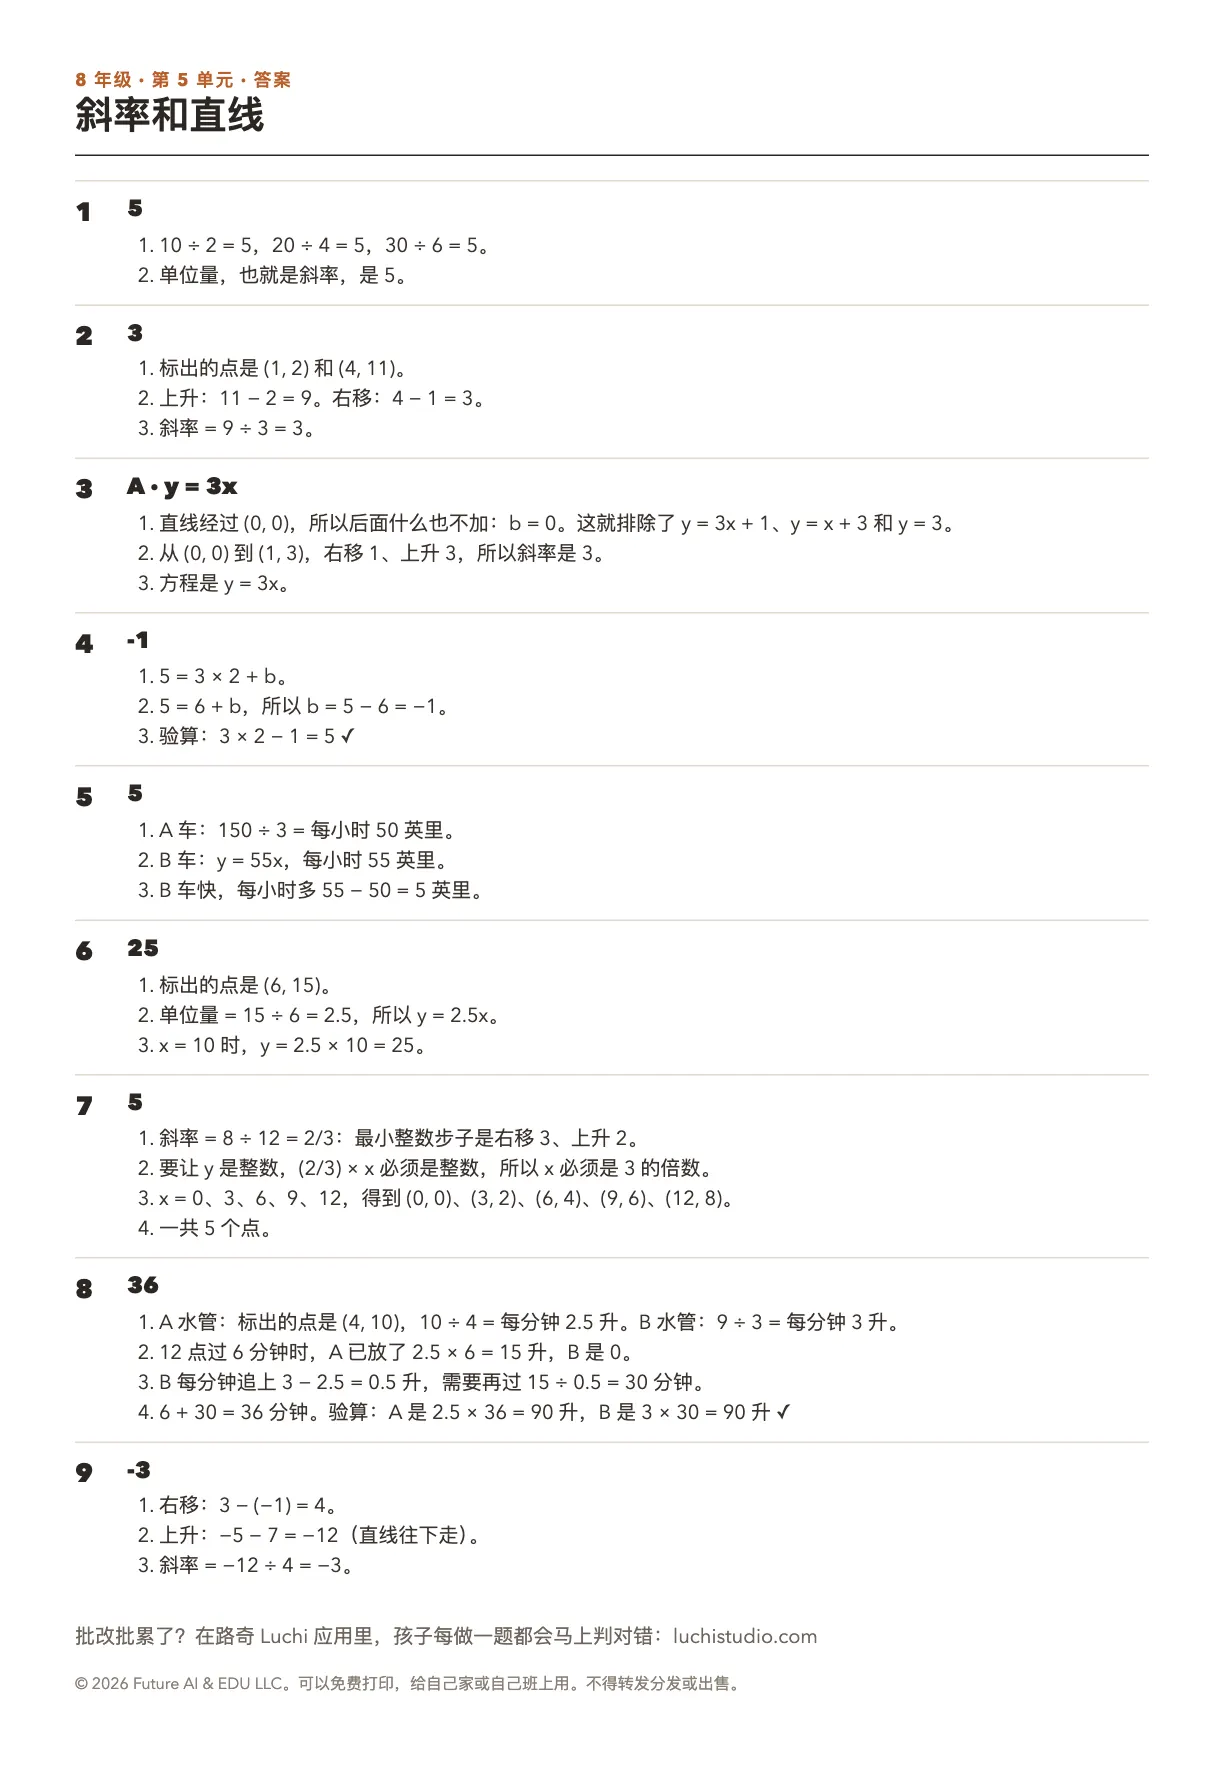 8 年级 · 第 5 单元 · 答案
斜率和直线
1 5
1. 10 ÷ 2 = 5，20 ÷ 4 = 5，30 ÷ 6 = 5。
2. 单位量，也就是斜率，是 5。
2 3
1. 标出的点是 (1, 2) 和 (4, 11)。
2. 上升：11 − 2 = 9。右移：4 − 1 = 3。
3. 斜率 = 9 ÷ 3 = 3。
3 A · y = 3x
1. 直线经过 (0, 0)，所以后面什么也不加：b = 0。这就排除了 y = 3x + 1、y = x + 3 和 y = 3。
2. 从 (0, 0) 到 (1, 3)，右移 1、上升 3，所以斜率是 3。
3. 方程是 y = 3x。
4 -1
1. 5 = 3 × 2 + b。
2. 5 = 6 + b，所以 b = 5 − 6 = −1。
3. 验算：3 × 2 − 1 = 5 ✓
5 5
1. A 车：150 ÷ 3 = 每小时 50 英里。
2. B 车：y = 55x，每小时 55 英里。
3. B 车快，每小时多 55 − 50 = 5 英里。
6 25
1. 标出的点是 (6, 15)。
2. 单位量 = 15 ÷ 6 = 2.5，所以 y = 2.5x。
3. x = 10 时，y = 2.5 × 10 = 25。
7 5
1. 斜率 = 8 ÷ 12 = 2/3：最小整数步子是右移 3、上升 2。
2. 要让 y 是整数，(2/3) × x 必须是整数，所以 x 必须是 3 的倍数。
3. x = 0、3、6、9、12，得到 (0, 0)、(3, 2)、(6, 4)、(9, 6)、(12, 8)。
4. 一共 5 个点。
8 36
1. A 水管：标出的点是 (4, 10)，10 ÷ 4 = 每分钟 2.5 升。B 水管：9 ÷ 3 = 每分钟 3 升。
2. 12 点过 6 分钟时，A 已放了 2.5 × 6 = 15 升，B 是 0。
3. B 每分钟追上 3 − 2.5 = 0.5 升，需要再过 15 ÷ 0.5 = 30 分钟。
4. 6 + 30 = 36 分钟。验算：A 是 2.5 × 36 = 90 升，B 是 3 × 30 = 90 升 ✓
9 -3
1. 右移：3 − (−1) = 4。
2. 上升：−5 − 7 = −12（直线往下走）。
3. 斜率 = −12 ÷ 4 = −3。
批改批累了？在路奇 Luchi 应用里，孩子每做一题都会马上判对错：luchistudio.com
© 2026 Future AI & EDU LLC。可以免费打印，给自己家或自己班上用。不得转发分发或出售。